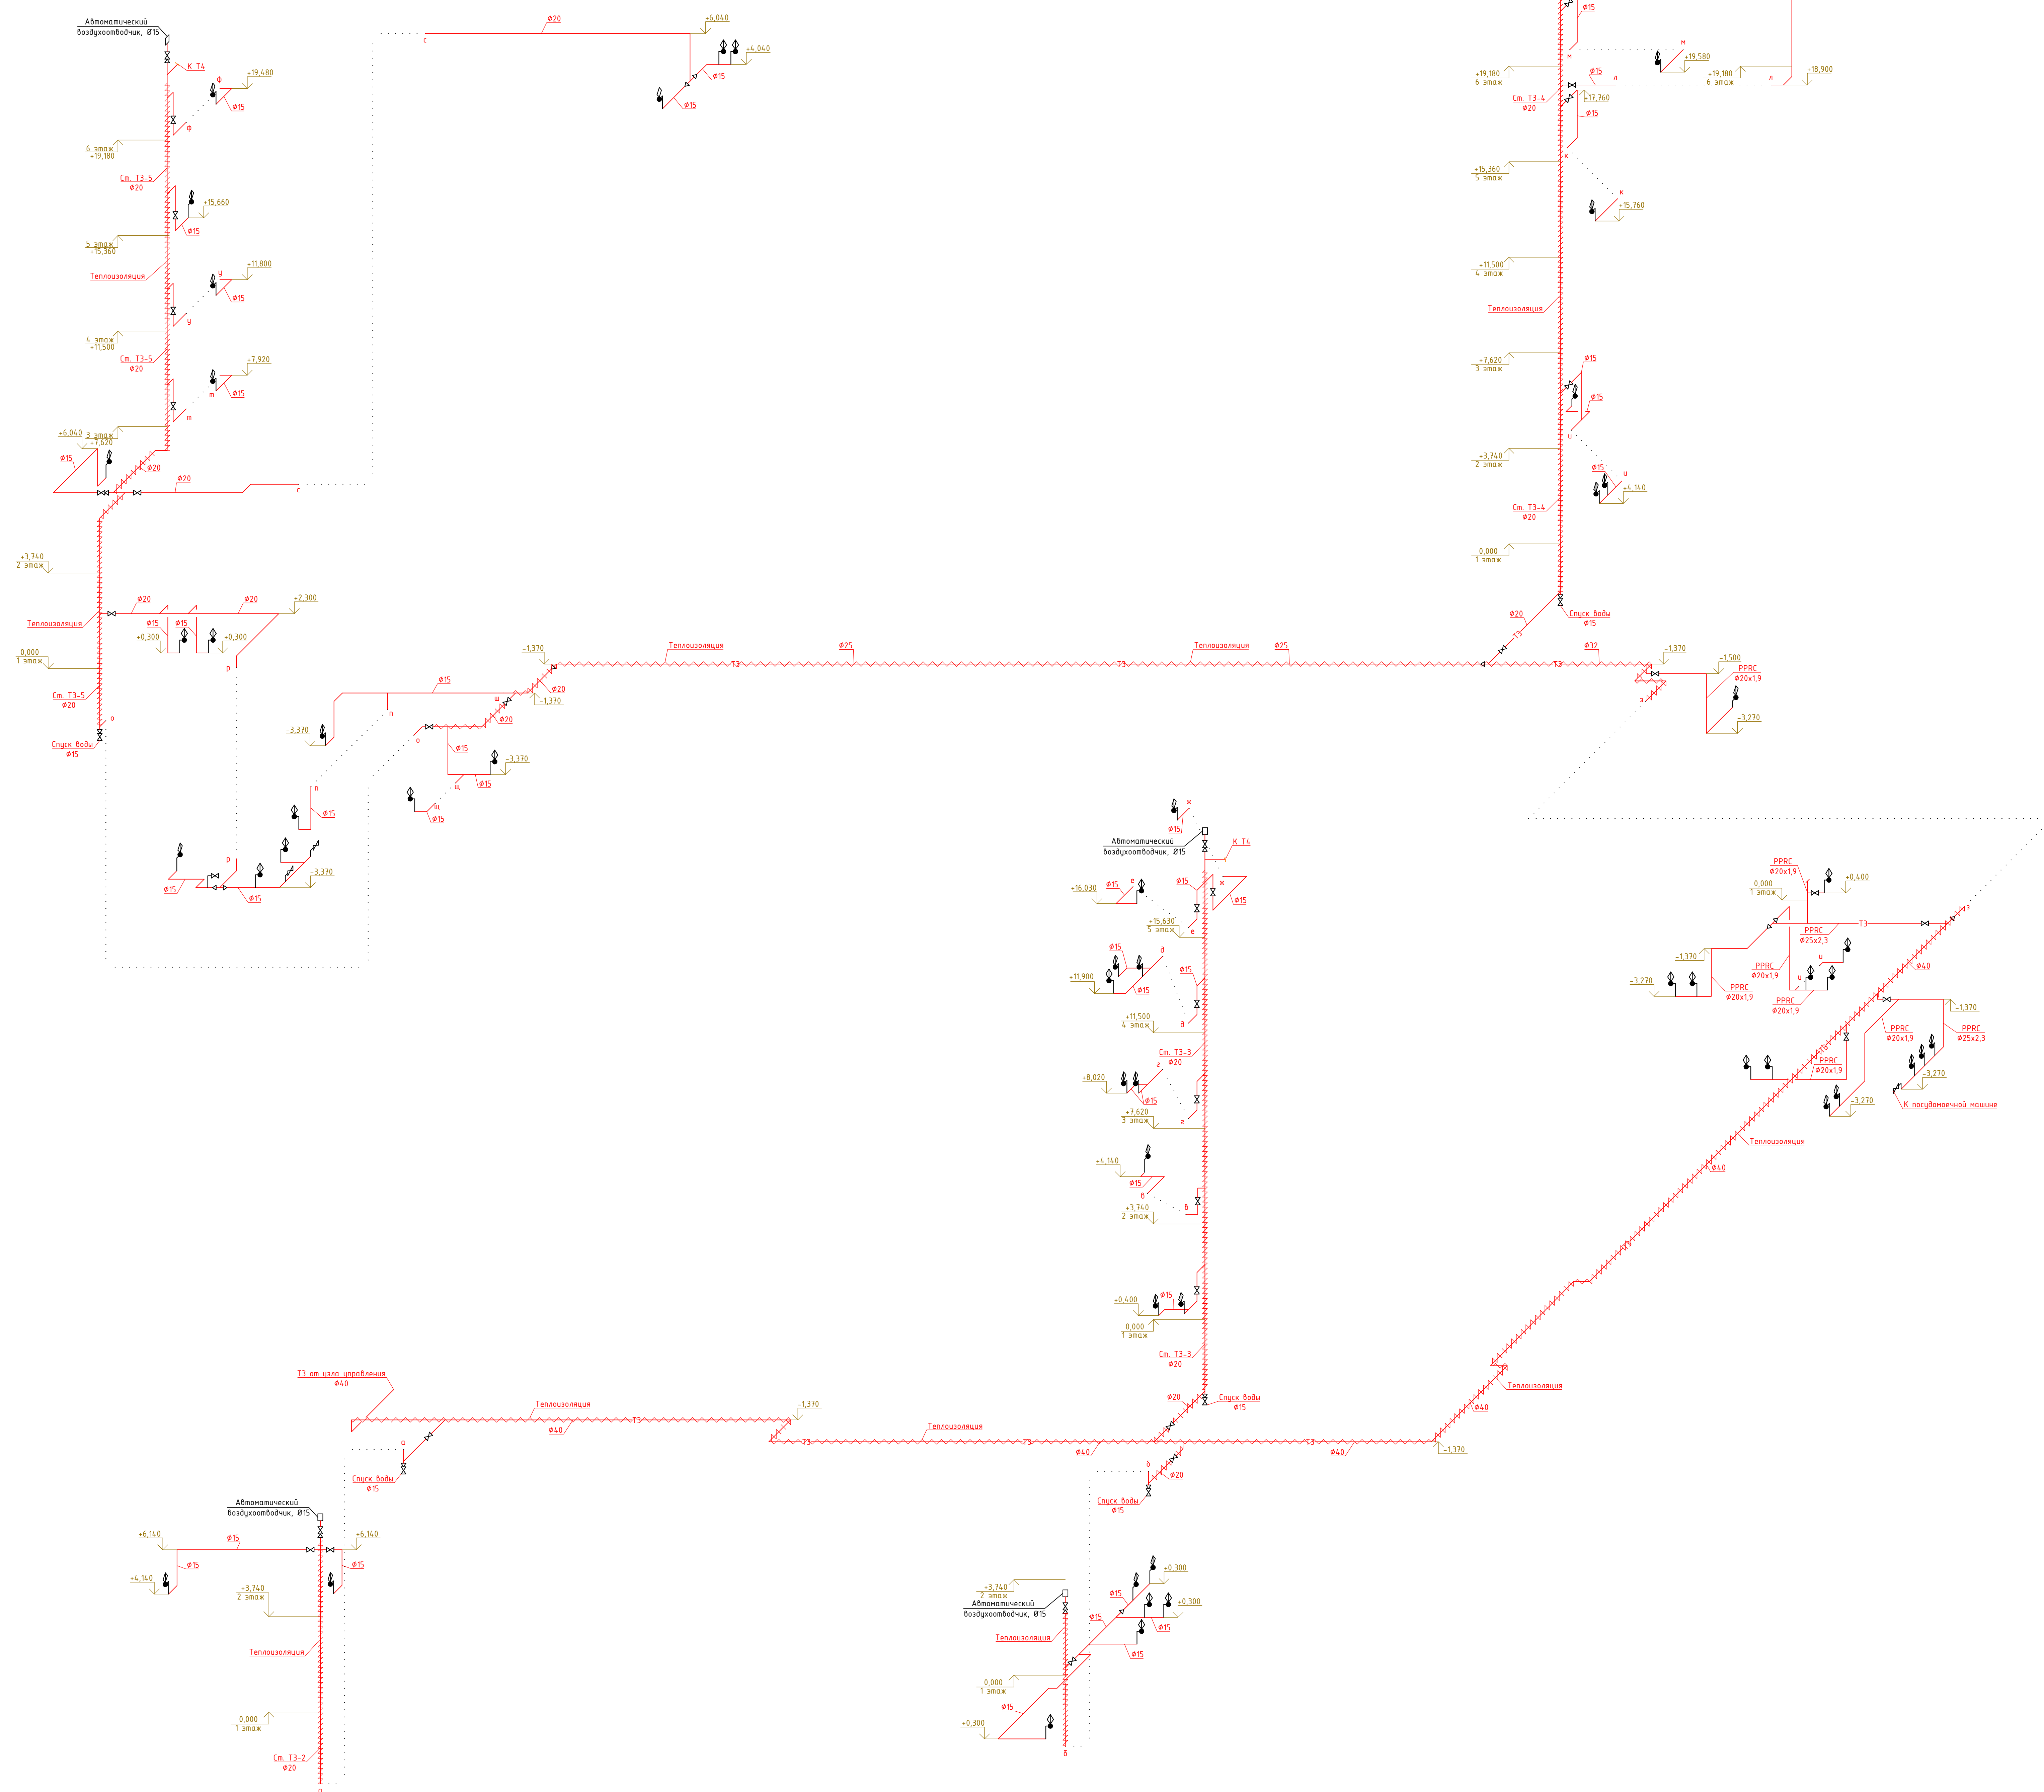 Автоматический
воздухоотводчик, Ø15
К Т4
+19,480
ф
Ø15
ф
6 этаж
+19,180
Ст. Т3-5
Ø20
+15,660
Ø15
5 этаж
+15,360
Теплоизоляция
+11,800
у
Ø15
у
4 этаж
+11,500
Ст. Т3-5
Ø20
+7,920
Ø15
т
т
+6,040
3 этаж
+7,620
Ø15
Ø20
Ø20
с
+3,740
2 этаж
Ø20
Ø20
+2,300
Теплоизоляция
Ø15
Ø15
+0,300
+0,300
0,000
1 этаж
р
Ст. Т3-5
Ø20
о
Спуск воды
Ø15
с
Ø20
+6,040
+4,040
Ø15
Ø15
Ø15
м
м
+19,580
+19,180
6 этаж
Ø15
л
+19,180
6 этаж
л
+18,900
Ст. Т3-4
Ø20
+17,760
Ø15
к
+15,360
5 этаж
к
+15,760
+11,500
4 этаж
Теплоизоляция
+7,620
3 этаж
Ø15
Ø15
и
+3,740
2 этаж
Ø15
и
+4,140
Ст. Т3-4
Ø20
0,000
1 этаж
Ø20
Спуск воды
Ø15
Т3
-1,370
Теплоизоляция
Ø25
Теплоизоляция
Ø25
Ø32
Т3
Т3
Т3
-1,370
-1,500
PPRC
Ø20х1,9
з
-3,270
Ø15
Ø20
-1,370
п
щ
Ø20
-3,370
о
Ø15
-3,370
Ø15
щ
щ
Ø15
п
Ø15
р
-3,370
Ø15
Ø15
ж
Ø15
Автоматический
воздухоотводчик, Ø15
К Т4
Ø15
е
Ø15
ж
Ø15
+16,030
+15,630
5 этаж
е
Ø15
д
Ø15
+11,900
Ø15
+11,500
4 этаж
д
Ст. Т3-3
Ø20
г
+8,020
Ø15
+7,620
3 этаж
г
+4,140
Ø15
в
в
+3,740
2 этаж
+0,400
Ø15
0,000
1 этаж
Ст. Т3-3
Ø20
Ø20
Спуск воды
Ø15
PPRC
Ø20х1,9
0,000
1 этаж
+0,400
з
Т3
PPRC
Ø25х2,3
-1,370
PPRC
Ø20х1,9
ц
ц
Ø40
-3,270
PPRC
Ø20х1,9
PPRC
Ø20х1,9
-1,370
PPRC
Ø20х1,9
PPRC
Ø25х2,3
Т3
PPRC
Ø20х1,9
-3,270
-3,270
К посудомоечной машине
Теплоизоляция
Ø40
Т3
Теплоизоляция
Ø40
Т3 от узла управления
Ø40
Теплоизоляция
Т3
-1,370
Ø40
Теплоизоляция
Т3
Т3
Т3
Ø40
Ø40
-1,370
а
Спуск воды
Ø15
б
Ø20
Спуск воды
Ø15
Автоматический
воздухоотводчик, Ø15
+6,140
Ø15
+6,140
Ø15
Ø15
+4,140
+3,740
2 этаж
Теплоизоляция
0,000
1 этаж
Ст. Т3-2
Ø20
а
+3,740
2 этаж
Автоматический
воздухоотводчик, Ø15
+0,300
Ø15
+0,300
Ø15
Ø15
Теплоизоляция
Ø15
0,000
1 этаж
Ø15
+0,300
б